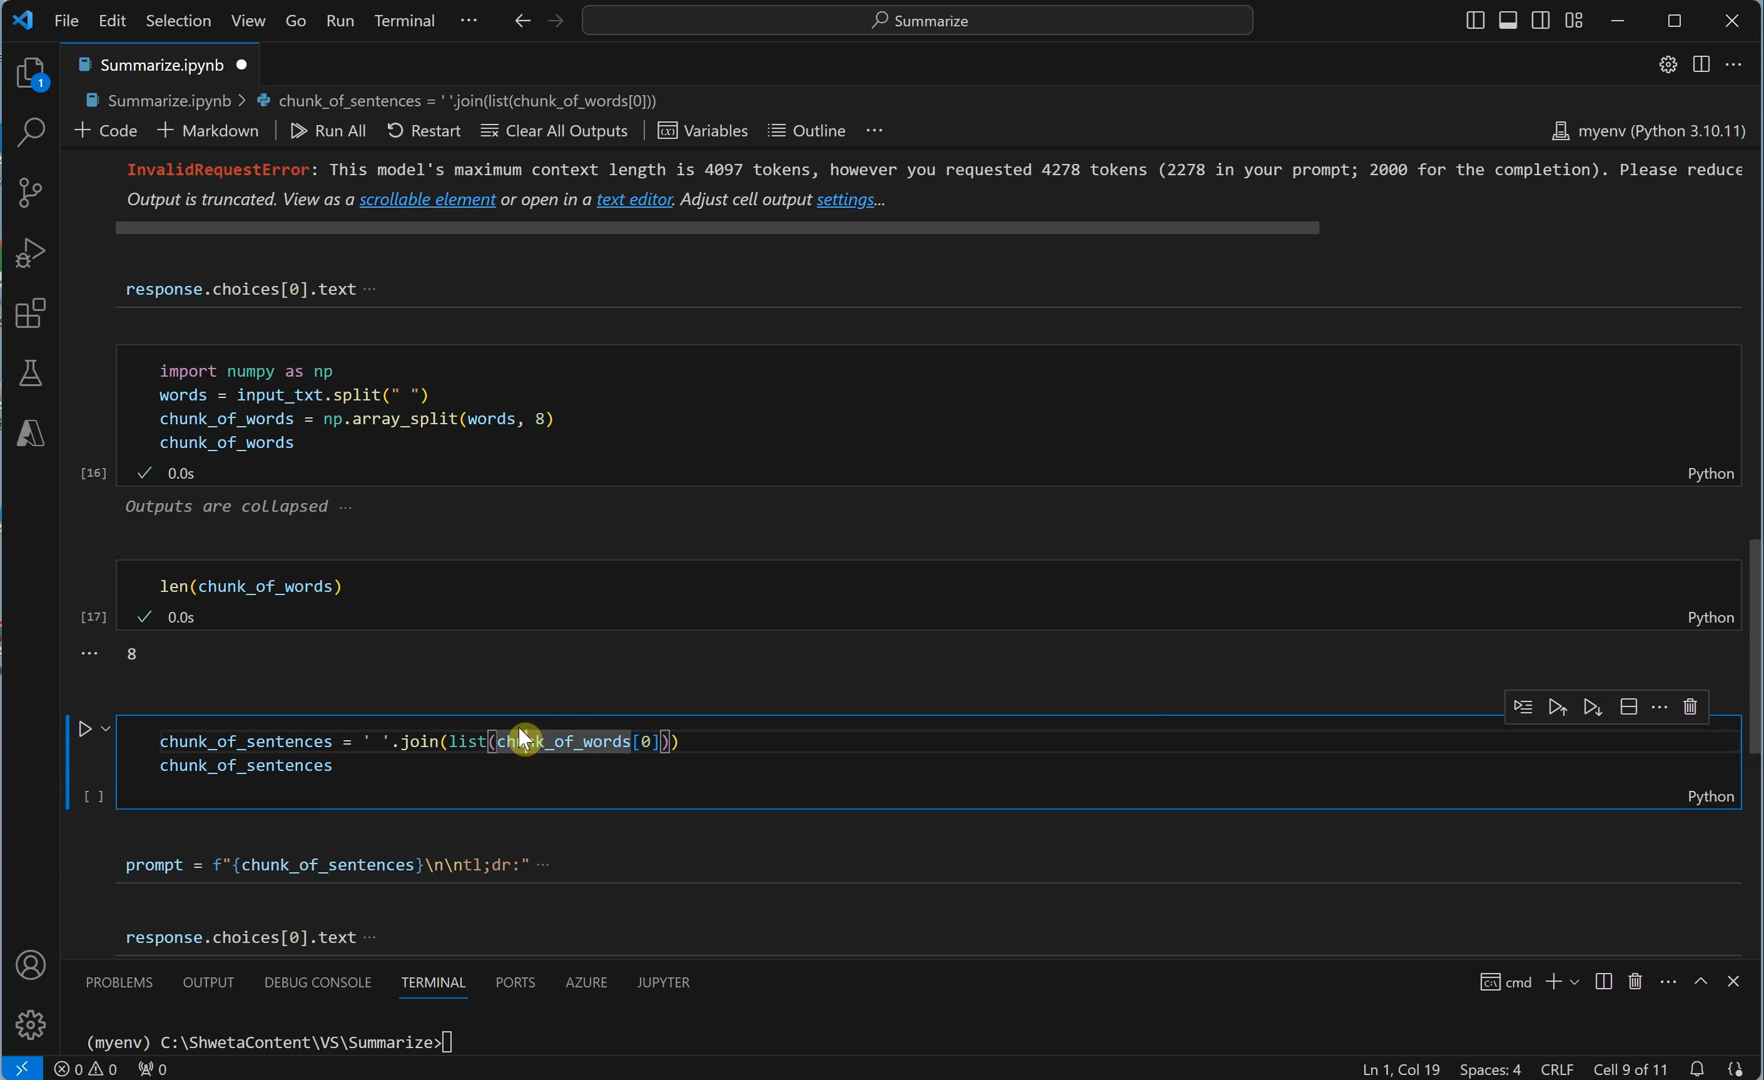 File Edit Selection View Go Run Terminal ··· Summarize
1
Summarize.ipynb
Summarize.ipynb > chunk_of_sentences = ' '.join(list(chunk_of_words[0]))
+ Code + Markdown Run All Restart Clear All Outputs Variables Outline ··· myenv (Python 3.10.11)
InvalidRequestError: This model's maximum context length is 4097 tokens, however you requested 4278 tokens (2278 in your prompt; 2000 for the completion). Please reduce
Output is truncated. View as a scrollable element or open in a text editor. Adjust cell output settings...
response.choices[0].text ···
import numpy as np
words = input_txt.split(" ")
chunk_of_words = np.array_split(words, 8)
chunk_of_words
[16] ✓ 0.0s Python
Outputs are collapsed ···
len(chunk_of_words)
[17] ✓ 0.0s Python
··· 8
chunk_of_sentences = ' '.join(list(chunk_of_words[0]))
chunk_of_sentences
[ ] Python
prompt = f"{chunk_of_sentences}\n\ntl;dr:" ···
response.choices[0].text ···
PROBLEMS OUTPUT DEBUG CONSOLE TERMINAL PORTS AZURE JUPYTER cmd
(myenv) C:\ShwetaContent\VS\Summarize>
0 0 0 Ln 1, Col 19 Spaces: 4 CRLF Cell 9 of 11